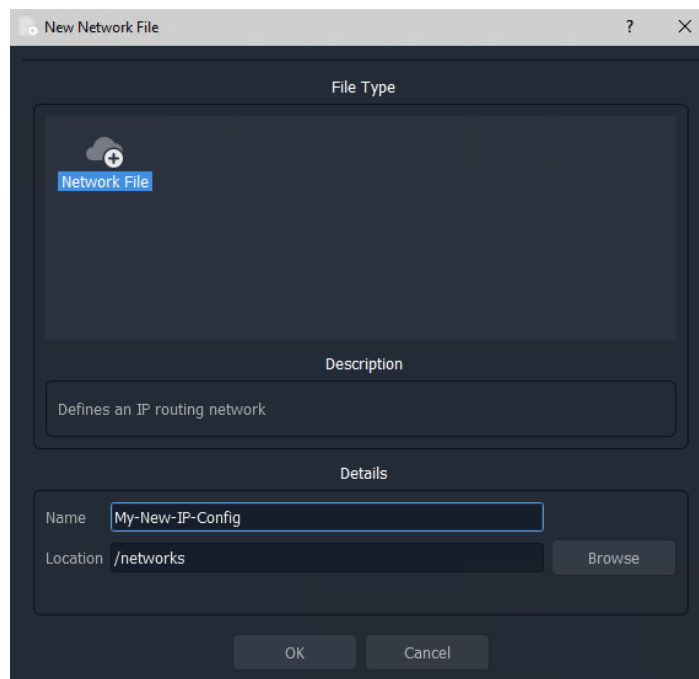 New Network File
?
File Type
Network File
Description
Defines an IP routing network
Details
Name My-New-IP-Config
Location /networks Browse
OK Cancel